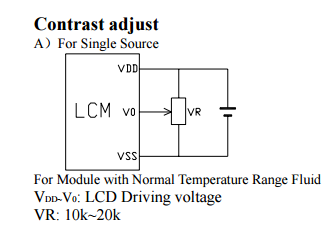 Contrast adjust
A）For Single Source
VDD
LCM V0 VR
VSS
For Module with Normal Temperature Range Fluid
VDD-V0: LCD Driving voltage
VR: 10k~20k